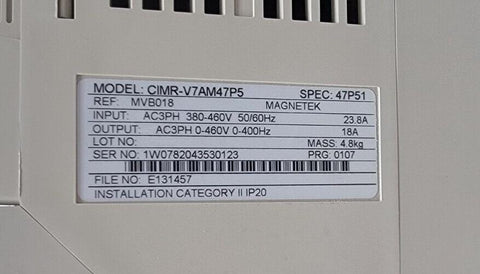 MODEL: CIMR-V7AM47P5 SPEC: 47P51
REF: MVB018 MAGNETEK
INPUT: AC3PH 380-460V 50/60Hz 23.8A
OUTPUT: AC3PH 0-460V 0-400Hz 18A
LOT NO: MASS: 4.8kg
SER NO: 1W0782043530123 PRG: 0107
FILE NO: E131457
INSTALLATION CATEGORY II IP20